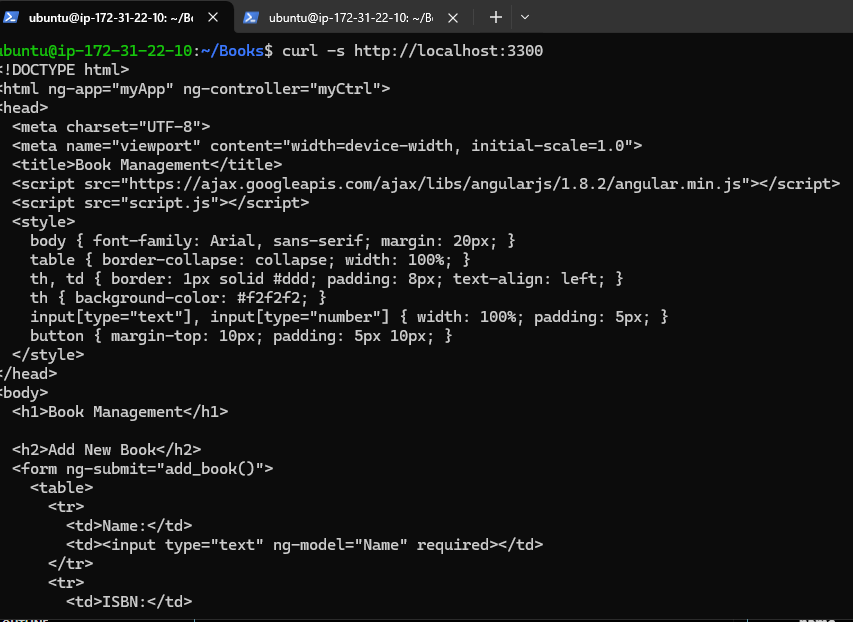 ubuntu@ip-172-31-22-10: ~/Bo
ubuntu@ip-172-31-22-10: ~/Bo
ubuntu@ip-172-31-22-10:~/Books$ curl -s http://localhost:3300
<!DOCTYPE html>
<html ng-app="myApp" ng-controller="myCtrl">
<head>
  <meta charset="UTF-8">
  <meta name="viewport" content="width=device-width, initial-scale=1.0">
  <title>Book Management</title>
  <script src="https://ajax.googleapis.com/ajax/libs/angularjs/1.8.2/angular.min.js"></script>
  <script src="script.js"></script>
  <style>
    body { font-family: Arial, sans-serif; margin: 20px; }
    table { border-collapse: collapse; width: 100%; }
    th, td { border: 1px solid #ddd; padding: 8px; text-align: left; }
    th { background-color: #f2f2f2; }
    input[type="text"], input[type="number"] { width: 100%; padding: 5px; }
    button { margin-top: 10px; padding: 5px 10px; }
  </style>
</head>
<body>
  <h1>Book Management</h1>
  <h2>Add New Book</h2>
  <form ng-submit="add_book()">
    <table>
      <tr>
        <td>Name:</td>
        <td><input type="text" ng-model="Name" required></td>
      </tr>
      <tr>
        <td>ISBN:</td>